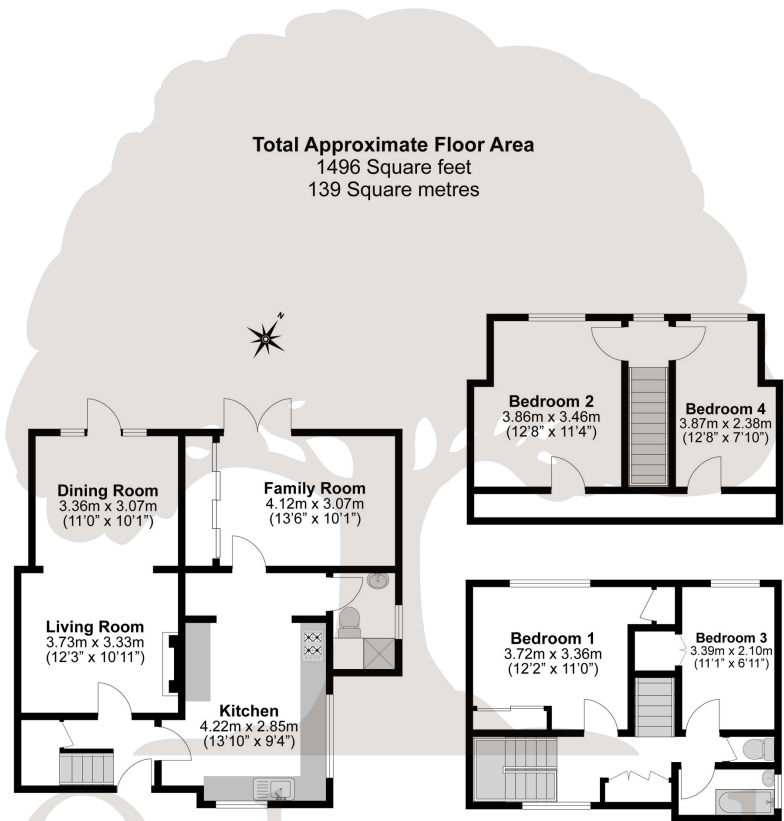 Total Approximate Floor Area
1496 Square feet
139 Square metres
N
Bedroom 2
3.86m x 3.46m
(12'8" x 11'4")
Bedroom 4
3.87m x 2.38m
(12'8" x 7'10")
Dining Room
3.36m x 3.07m
(11'0" x 10'1")
Family Room
4.12m x 3.07m
(13'6" x 10'1")
Living Room
3.73m x 3.33m
(12'3" x 10'11")
Kitchen
4.22m x 2.85m
(13'10" x 9'4")
Bedroom 1
3.72m x 3.36m
(12'2" x 11'0")
Bedroom 3
3.39m x 2.10m
(11'1" x 6'11")